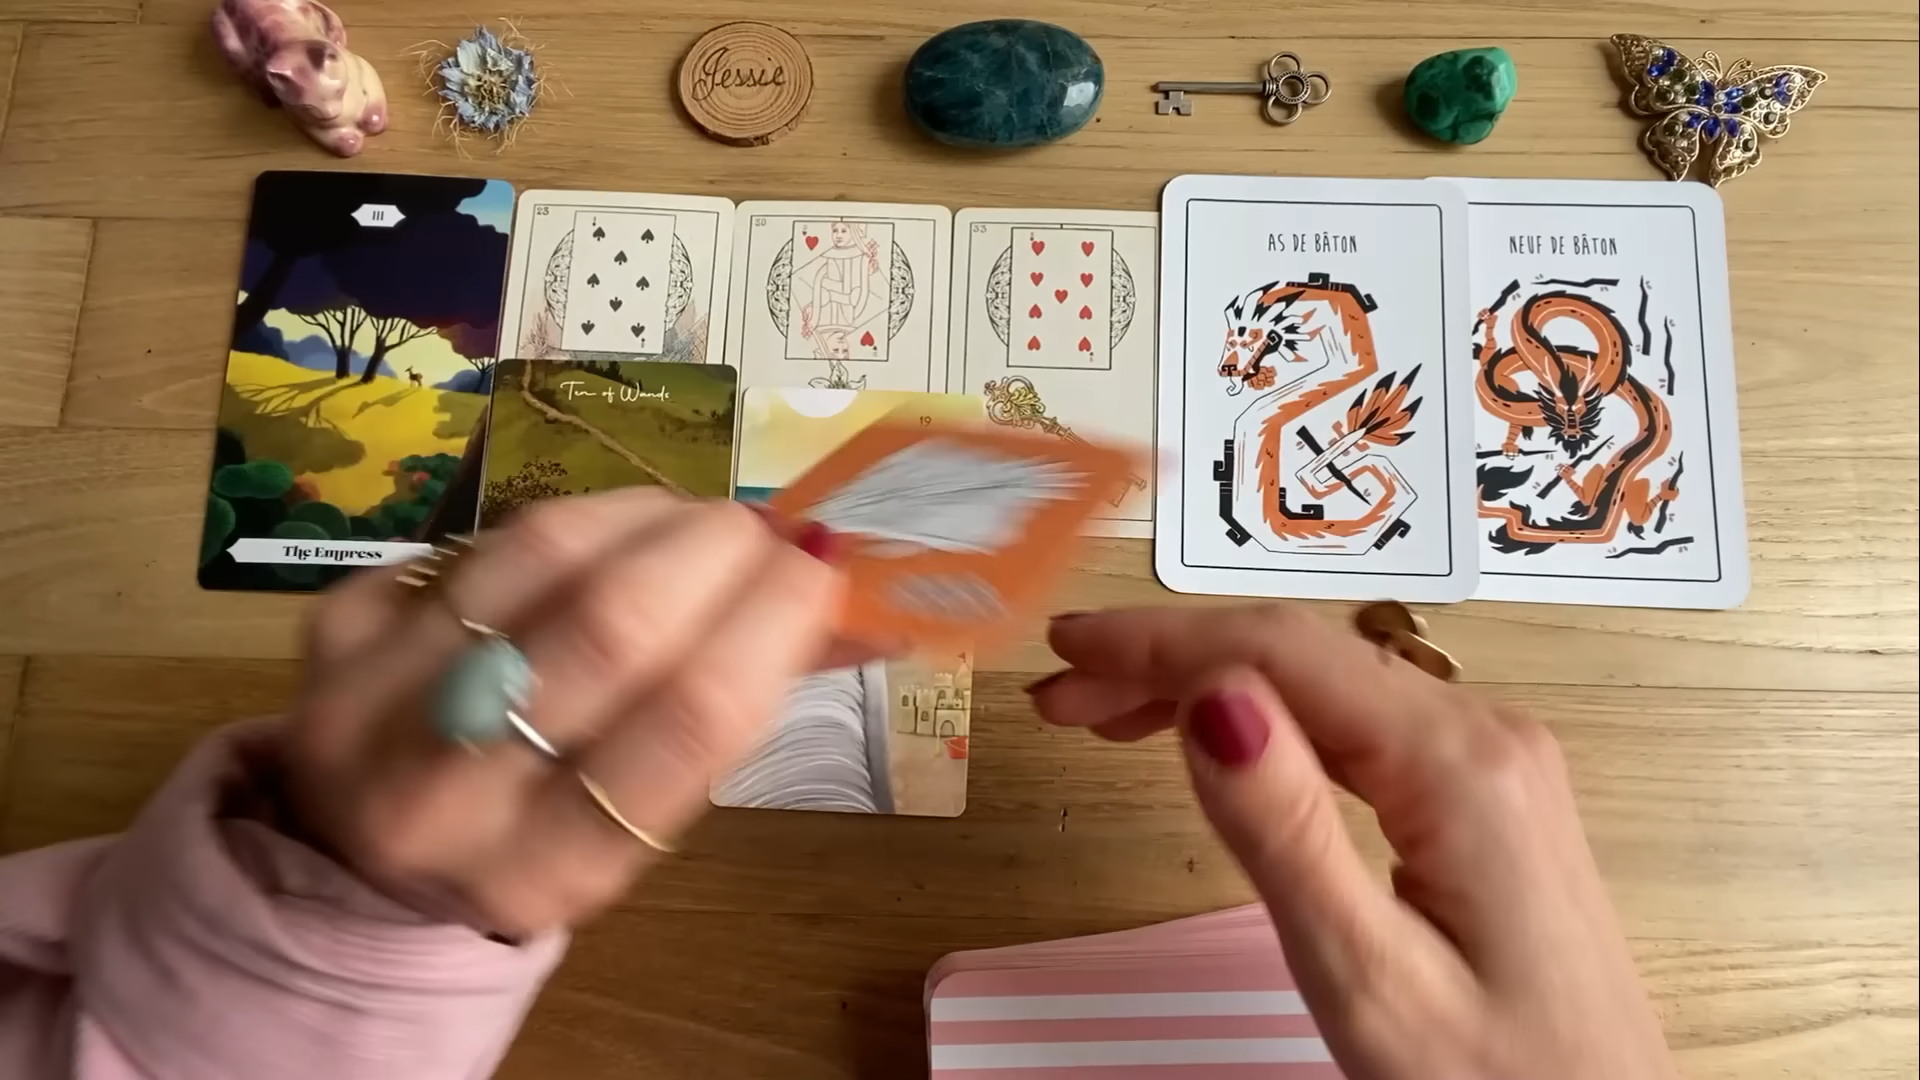 Jessie
III
The Empress
23
30
33
AS DE BÂTON
NEUF DE BÂTON
Ten of Wands
19